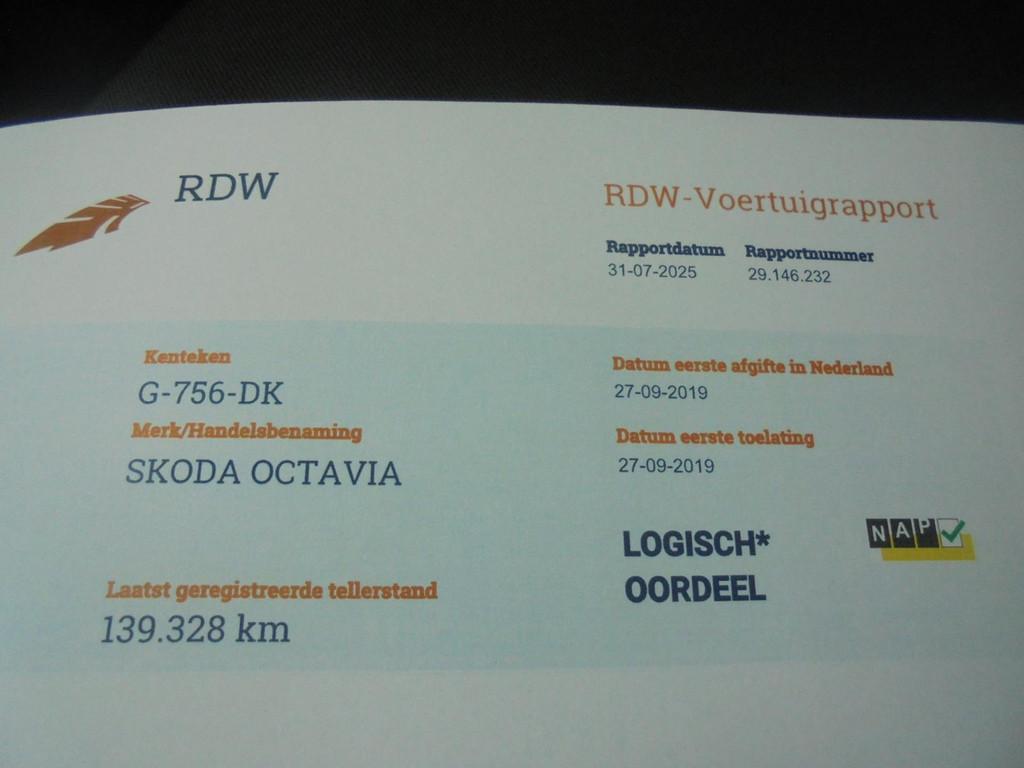 RDW
RDW-Voertuigrapport
Rapportdatum Rapportnummer
31-07-2025 29.146.232
Kenteken
G-756-DK
Merk/Handelsbenaming
SKODA OCTAVIA
Datum eerste afgifte in Nederland
27-09-2019
Datum eerste toelating
27-09-2019
Laatst geregistreerde tellerstand
139.328 km
LOGISCH*
OORDEEL
NAP